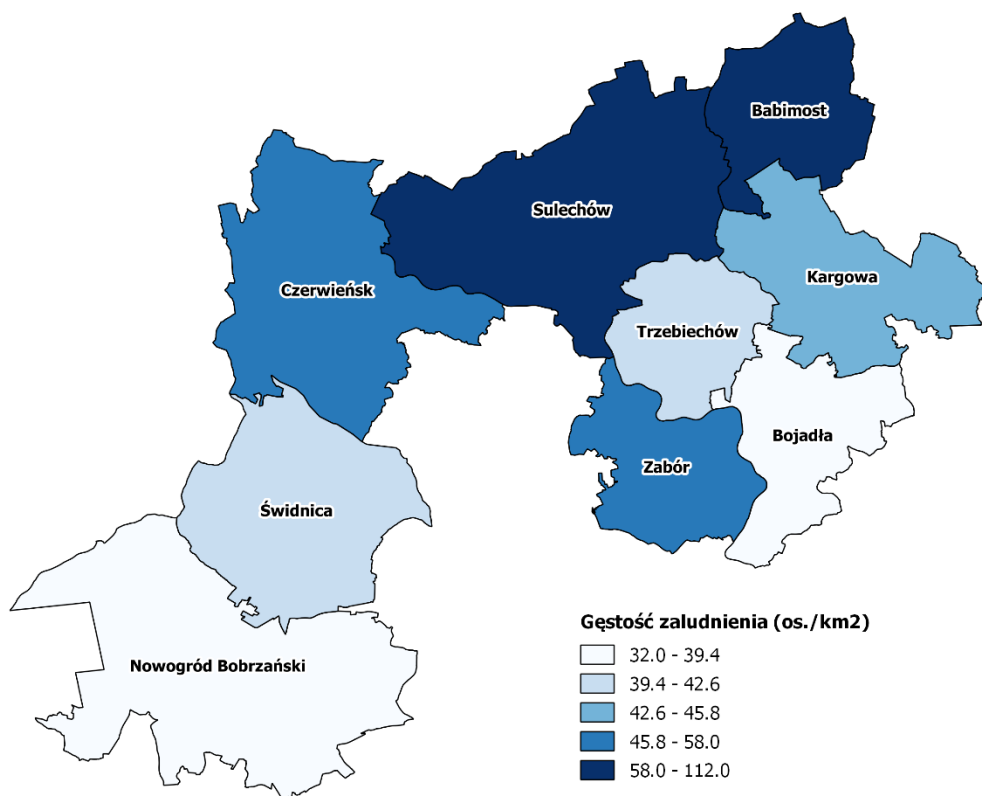 Babimost
Sulechów
Kargowa
Czerwieńsk
Trzebiechów
Bojadła
Zabór
Świdnica
Nowogród Bobrzański
Gęstość zaludnienia (os./km2)
32.0 - 39.4
39.4 - 42.6
42.6 - 45.8
45.8 - 58.0
58.0 - 112.0